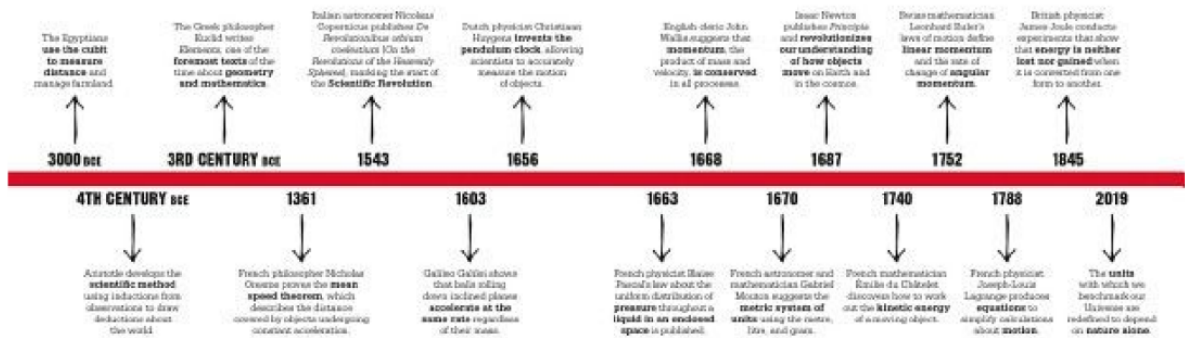 The Egyptians
use the cubit
to measure
distance and
manage farmland.
3000 BCE
The Greek philosopher
Euclid writes
Elements, one of the
foremost texts of the
time about geometry
and mathematics.
3RD CENTURY BCE
Italian astronomer Nicolaus
Copernicus publishes De
Revolutionibus orbium
coelestium (On the
Revolutions of the Heavenly
Spheres), marking the start of
the Scientific Revolution.
1543
Dutch physicist Christiaan
Huygens invents the
pendulum clock, allowing
scientists to accurately
measure the motion
of objects.
1656
English cleric John
Wallis suggests that
momentum, the
product of mass and
velocity, is conserved
in all processes.
1668
Isaac Newton
publishes Principia
and revolutionizes
our understanding
of how objects
move on Earth and
in the cosmos.
1687
Swiss mathematician
Leonhard Euler's
laws of motion define
linear momentum
and the rate of
change of angular
momentum.
1752
British physicist
James Joule conducts
experiments that show
that energy is neither
lost nor gained when
it is converted from one
form to another.
1845
4TH CENTURY BCE
Aristotle develops the
scientific method
using inductions from
observations to draw
deductions about
the world.
1361
French philosopher Nicholas
Oresme proves the mean
speed theorem, which
describes the distance
covered by objects undergoing
constant acceleration.
1603
Galileo Galilei shows
that balls rolling
down inclined planes
accelerate at the
same rate regardless
of their mass.
1663
French physicist Blaise
Pascal's law about the
uniform distribution of
pressure throughout a
liquid in an enclosed
space is published.
1670
French astronomer and
mathematician Gabriel
Mouton suggests the
metric system of
units using the metre,
litre, and gram.
1740
French mathematician
Émilie du Châtelet
discovers how to work
out the kinetic energy
of a moving object.
1788
French physicist
Joseph-Louis
Lagrange produces
equations to
simplify calculations
about motion.
2019
The units
with which we
benchmark our
Universe are
redefined to depend
on nature alone.